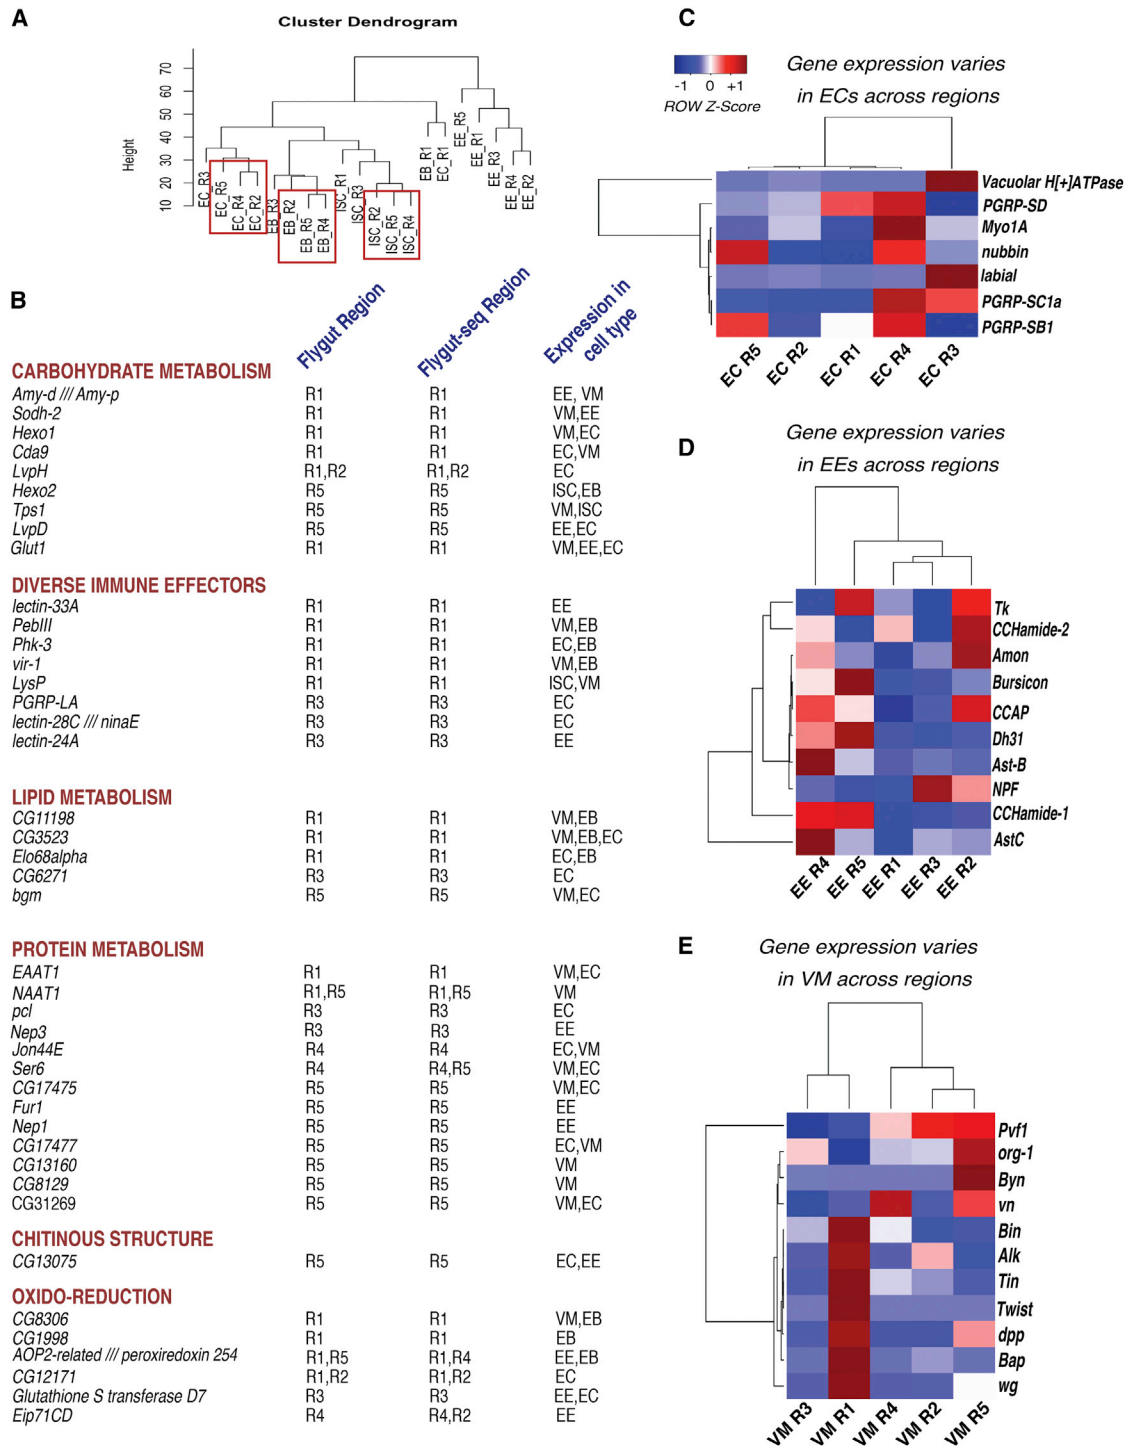 A
Cluster Dendrogram
Height
70
60
50
40
30
20
10
EC_R3
EC_R5
EC_R4
EC_R2
EB_R3
EB_R2
EB_R5
EB_R4
ISC_R1
ISC_R3
ISC_R2
ISC_R5
ISC_R4
EB_R1
EC_R1
EE_R5
EE_R1
EE_R3
EE_R4
EE_R2
B
Flygut Region
Flygut-seq Region
Expression in
cell type
CARBOHYDRATE METABOLISM
Amy-d /// Amy-p R1 R1 EE, VM
Sodh-2 R1 R1 VM,EE
Hexo1 R1 R1 VM,EC
Cda9 R1 R1 EC,VM
LvpH R1,R2 R1,R2 EC
Hexo2 R5 R5 ISC,EB
Tps1 R5 R5 VM,ISC
LvpD R5 R5 EE,EC
Glut1 R1 R1 VM,EE,EC
DIVERSE IMMUNE EFFECTORS
lectin-33A R1 R1 EE
PebIII R1 R1 VM,EB
Phk-3 R1 R1 EC,EB
vir-1 R1 R1 VM,EB
LysP R1 R1 ISC,VM
PGRP-LA R3 R3 EC
lectin-28C /// ninaE R3 R3 EC
lectin-24A R3 R3 EE
LIPID METABOLISM
CG11198 R1 R1 VM,EB
CG3523 R1 R1 VM,EB,EC
Elo68alpha R1 R1 EC,EB
CG6271 R3 R3 EC
bgm R5 R5 VM,EC
PROTEIN METABOLISM
EAAT1 R1 R1 VM,EC
NAAT1 R1,R5 R1,R5 VM
pcl R3 R3 EC
Nep3 R3 R3 EE
Jon44E R4 R4 EC,VM
Ser6 R4 R4,R5 VM,EC
CG17475 R5 R5 VM,EC
Fur1 R5 R5 EE
Nep1 R5 R5 EE
CG17477 R5 R5 EC,VM
CG13160 R5 R5 VM
CG8129 R5 R5 VM
CG31269 R5 R5 VM,EC
CHITINOUS STRUCTURE
CG13075 R5 R5 EC,EE
OXIDO-REDUCTION
CG8306 R1 R1 VM,EB
CG1998 R1 R1 EB
AOP2-related /// peroxiredoxin 254 R1,R5 R1,R4 EE,EB
CG12171 R1,R2 R1,R2 EC
Glutathione S transferase D7 R3 R3 EE,EC
Eip71CD R4 R4,R2 EE
C
-1 0 +1
ROW Z-Score
Gene expression varies
in ECs across regions
Vacuolar H[+]ATPase
PGRP-SD
Myo1A
nubbin
labial
PGRP-SC1a
PGRP-SB1
EC R5
EC R2
EC R1
EC R4
EC R3
D
Gene expression varies
in EEs across regions
Tk
CCHamide-2
Amon
Bursicon
CCAP
Dh31
Ast-B
NPF
CCHamide-1
AstC
EE R4
EE R5
EE R1
EE R3
EE R2
E
Gene expression varies
in VM across regions
Pvf1
org-1
Byn
vn
Bin
Alk
Tin
Twist
dpp
Bap
wg
VM R3
VM R1
VM R4
VM R2
VM R5